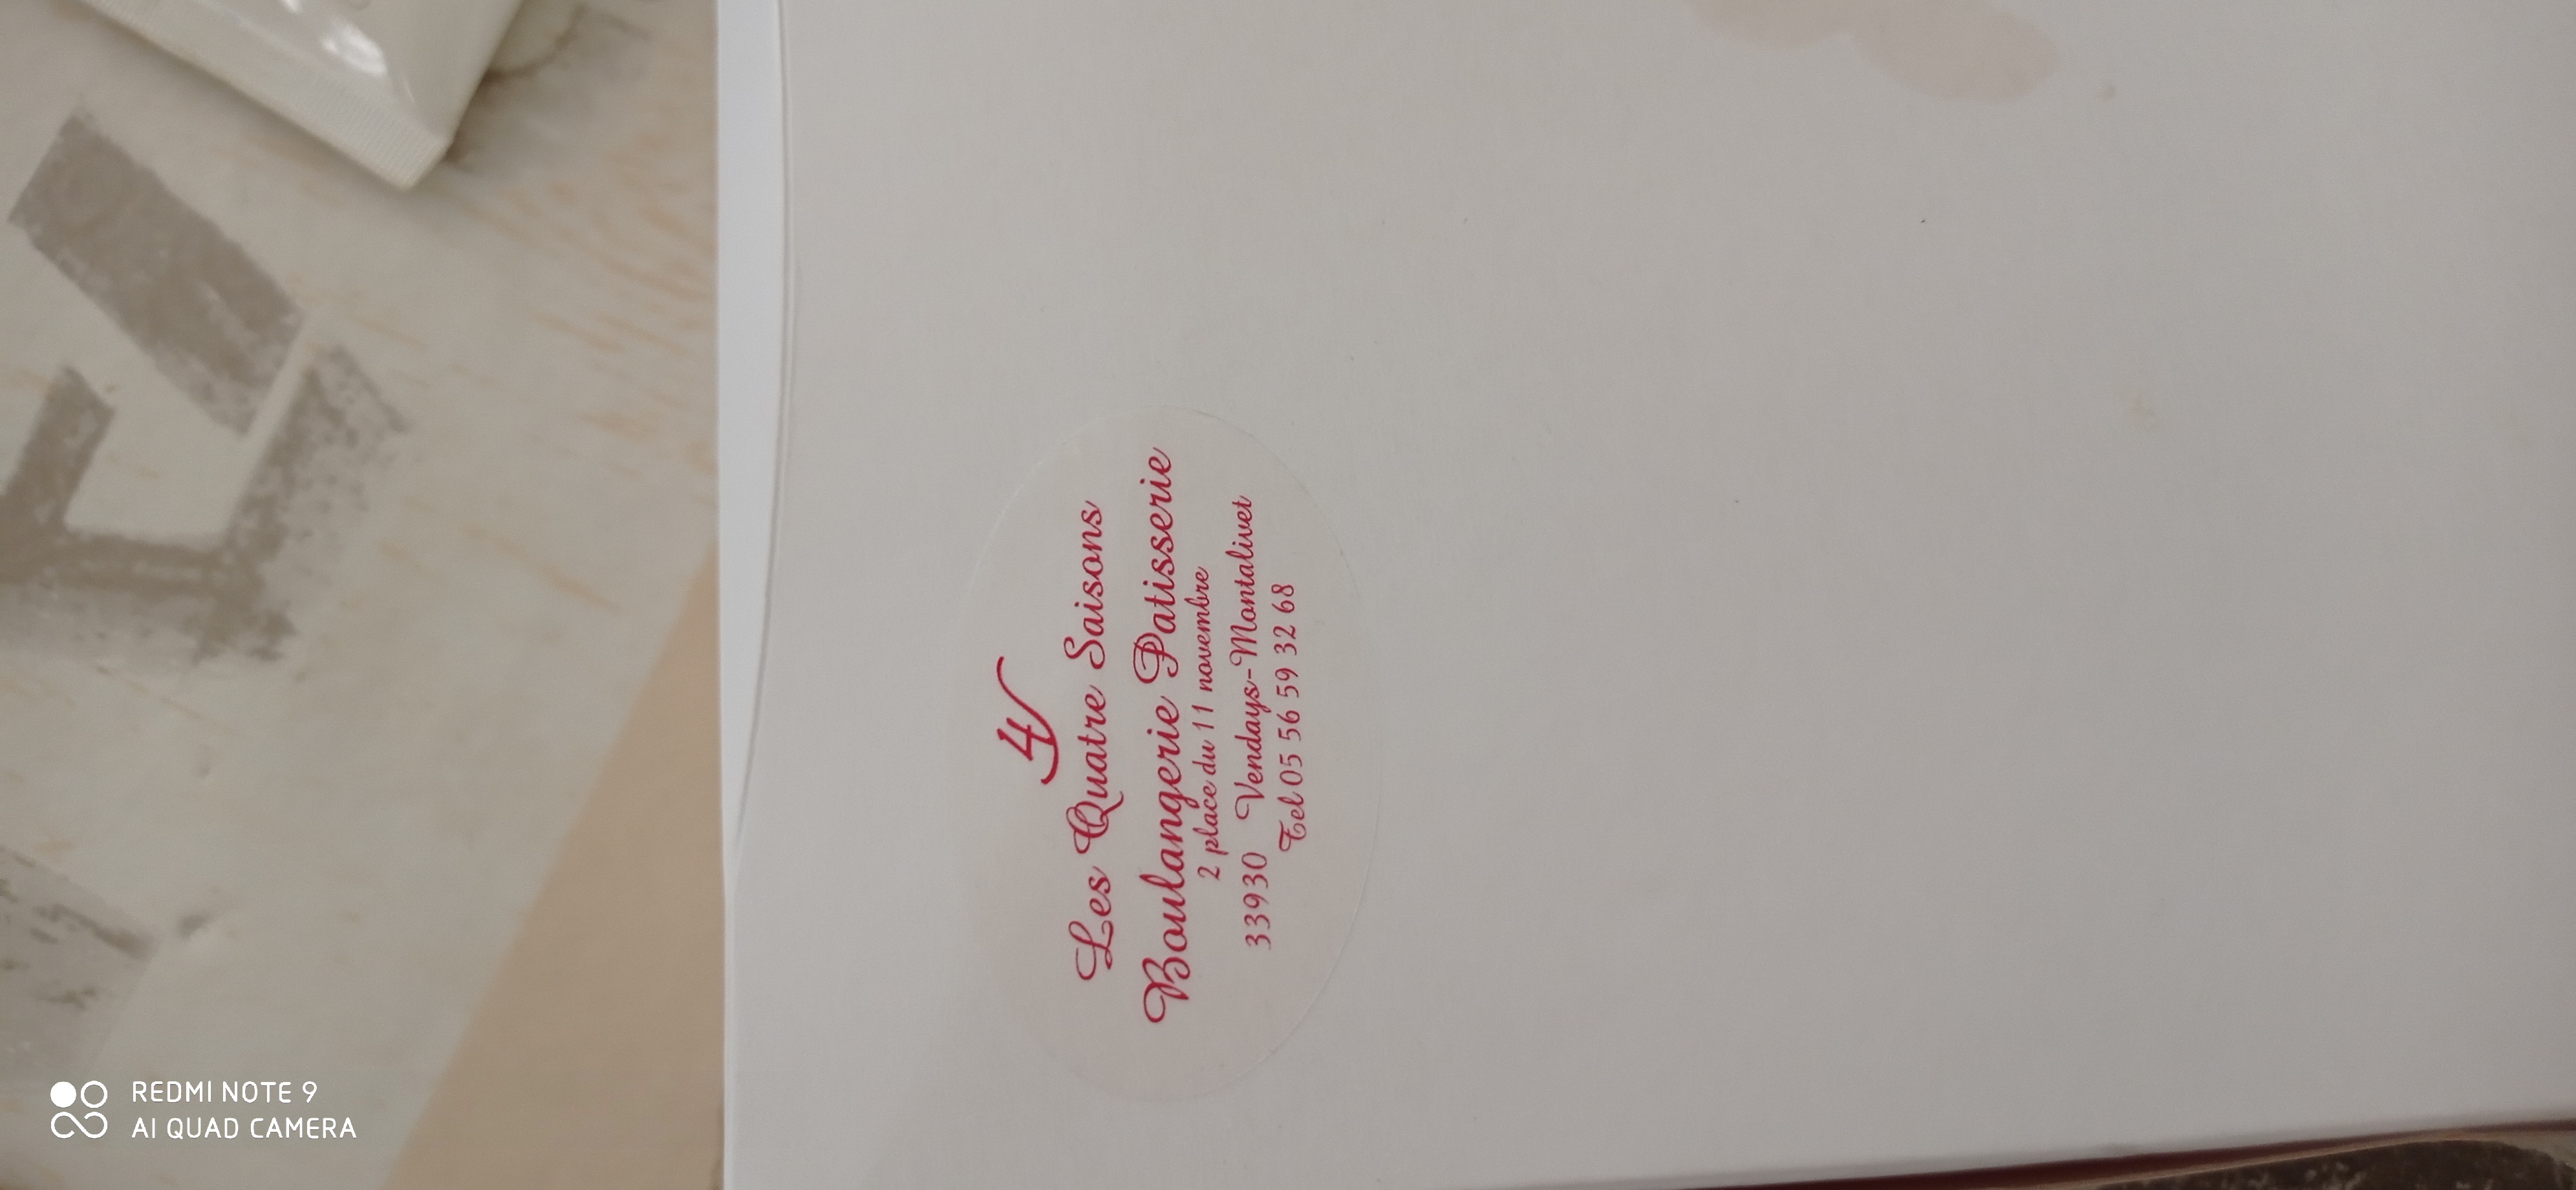 4
Les Quatre Saisons
Boulangerie Patisserie
2 place du 11 novembre
33930 Vendays-Montalivet
Tel 05 56 59 32 68
REDMI NOTE 9
AI QUAD CAMERA